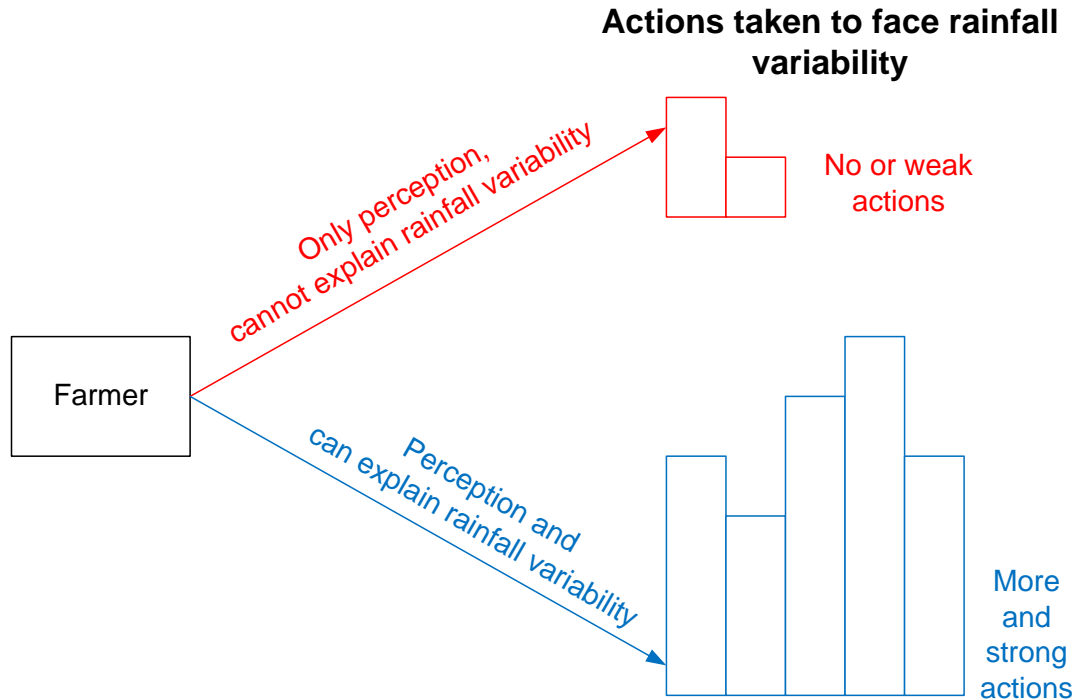 Actions taken to face rainfall
variability
Only perception,
cannot explain rainfall variability
No or weak
actions
Farmer
Perception and
can explain rainfall variability
More
and
strong
actions